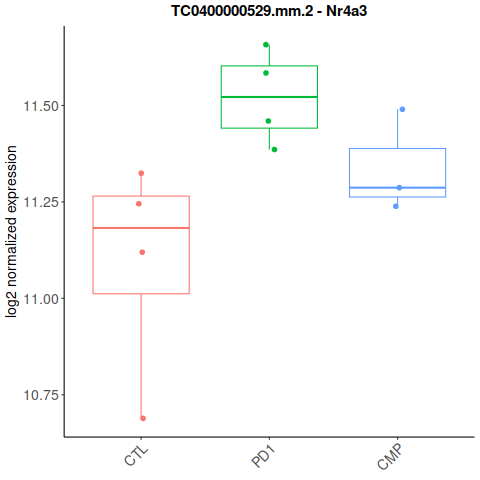 TC0400000529.mm.2 - Nr4a3
log2 normalized expression
11.50
11.25
11.00
10.75
CTL
PD1
CMP